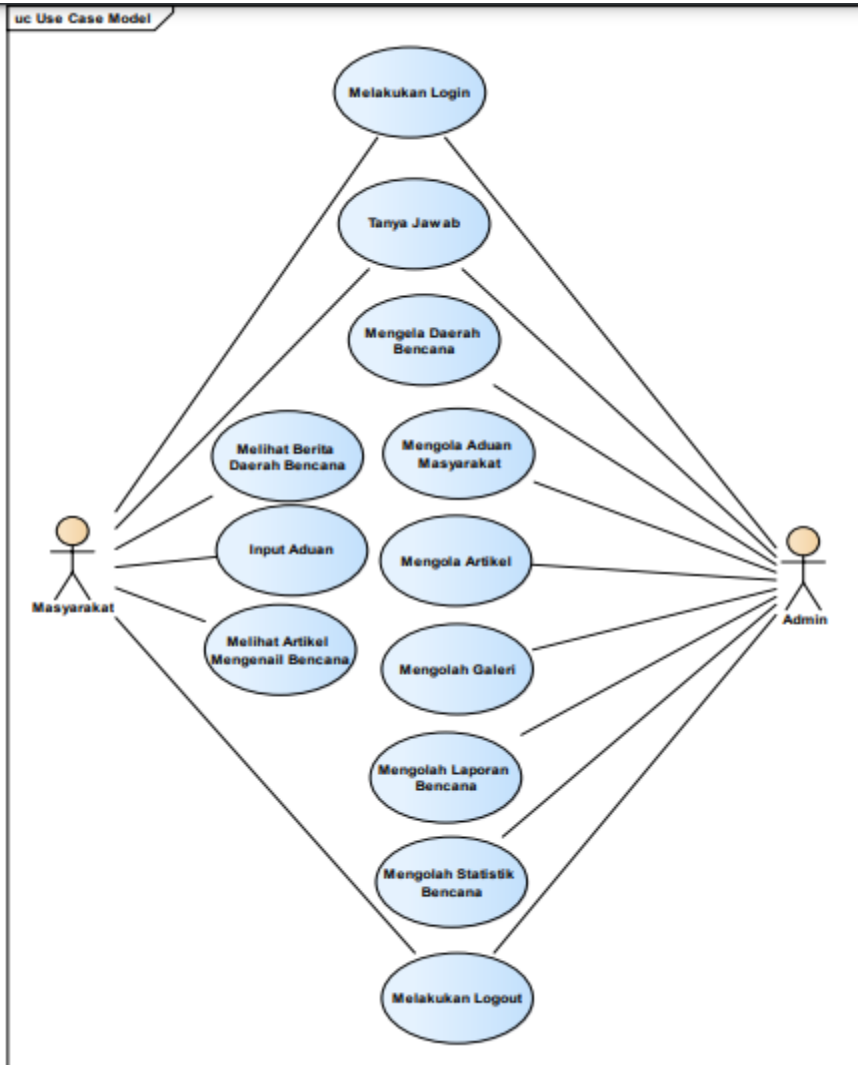 uc Use Case Model
Melakukan Login
Tanya Jawab
Mengela Daerah
Bencana
Melihat Berita
Daerah Bencana
Mengola Aduan
Masyarakat
Input Aduan
Mengola Artikel
Masyarakat
Admin
Melihat Artikel
Mengenail Bencana
Mengolah Galeri
Mengolah Laporan
Bencana
Mengolah Statistik
Bencana
Melakukan Logout